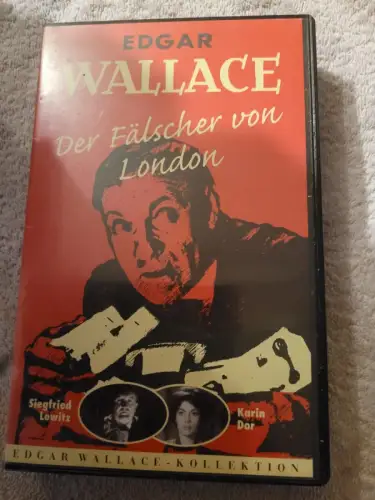 EDGAR
WALLACE
Der Fälscher von
London
Siegfried
Lowitz
Karin
Dor
EDGAR WALLACE-KOLLEKTION